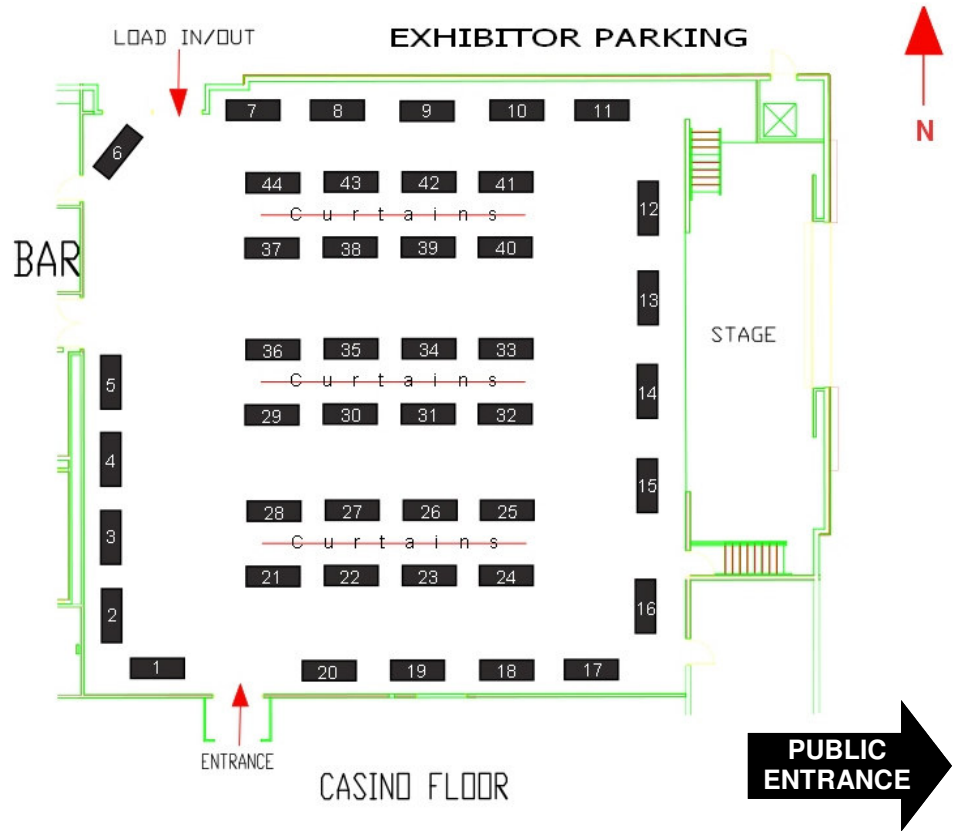 LOAD IN/OUT
EXHIBITOR PARKING
N
7 8 9 10 11
6
44 43 42 41
Curtains
12
37 38 39 40
BAR
13
STAGE
36 35 34 33
Curtains
5
14
29 30 31 32
4
15
28 27 26 25
3
Curtains
21 22 23 24
2
16
1
20 19 18 17
ENTRANCE
CASINO FLOOR
PUBLIC
ENTRANCE